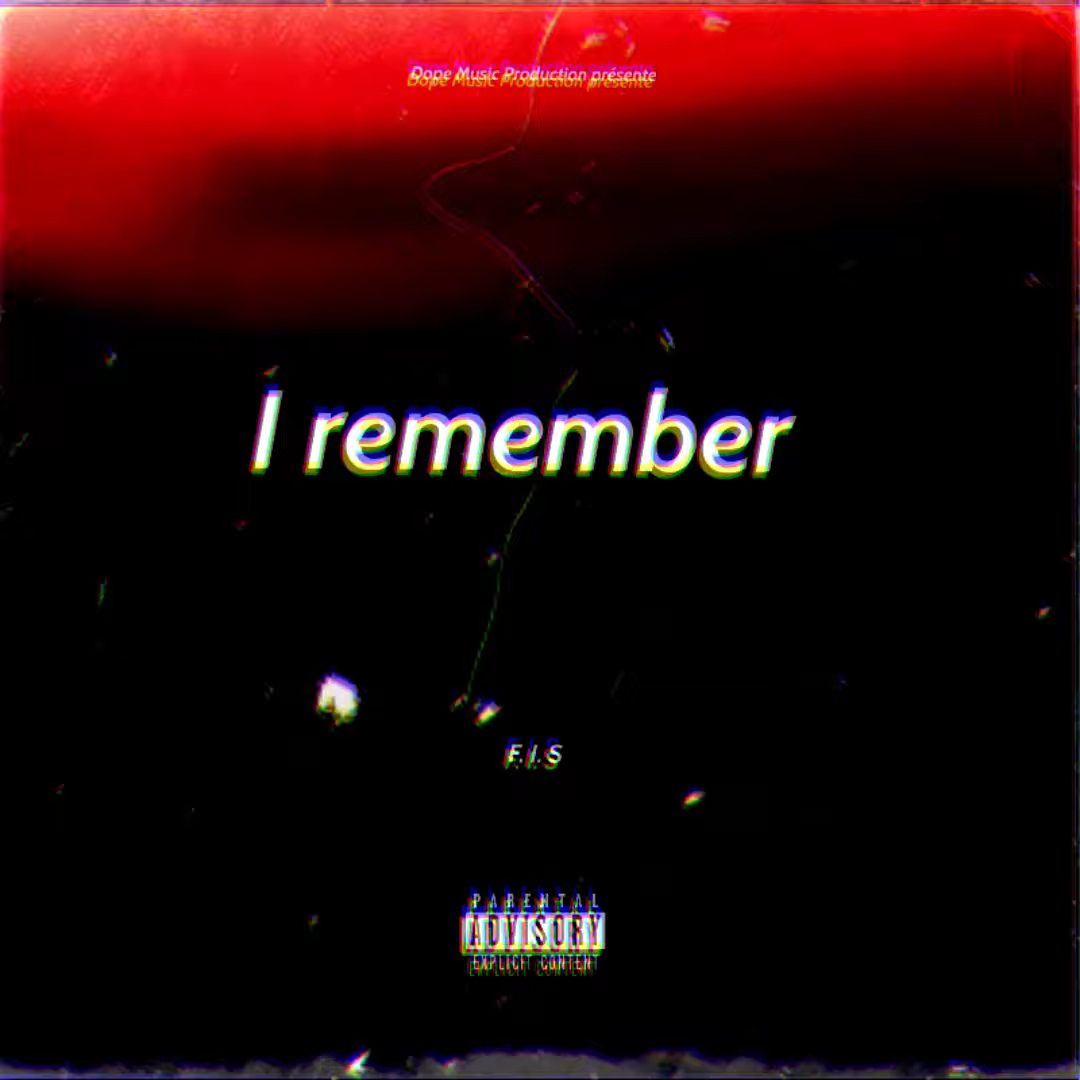 Dope Music Production présente
I remember
F.I.S
PARENTAL
ADVISORY
EXPLICIT CONTENT